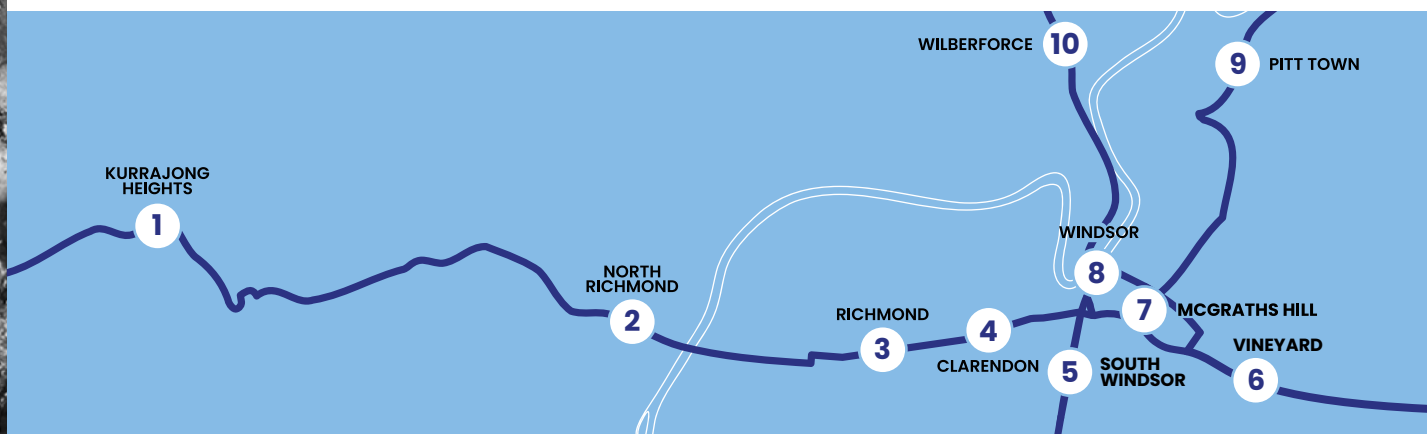 WILBERFORCE
10
9
PITT TOWN
KURRAJONG
HEIGHTS
1
WINDSOR
8
NORTH
RICHMOND
2
7
MCGRATHS HILL
RICHMOND
3
4
CLARENDON
5
SOUTH
WINDSOR
VINEYARD
6